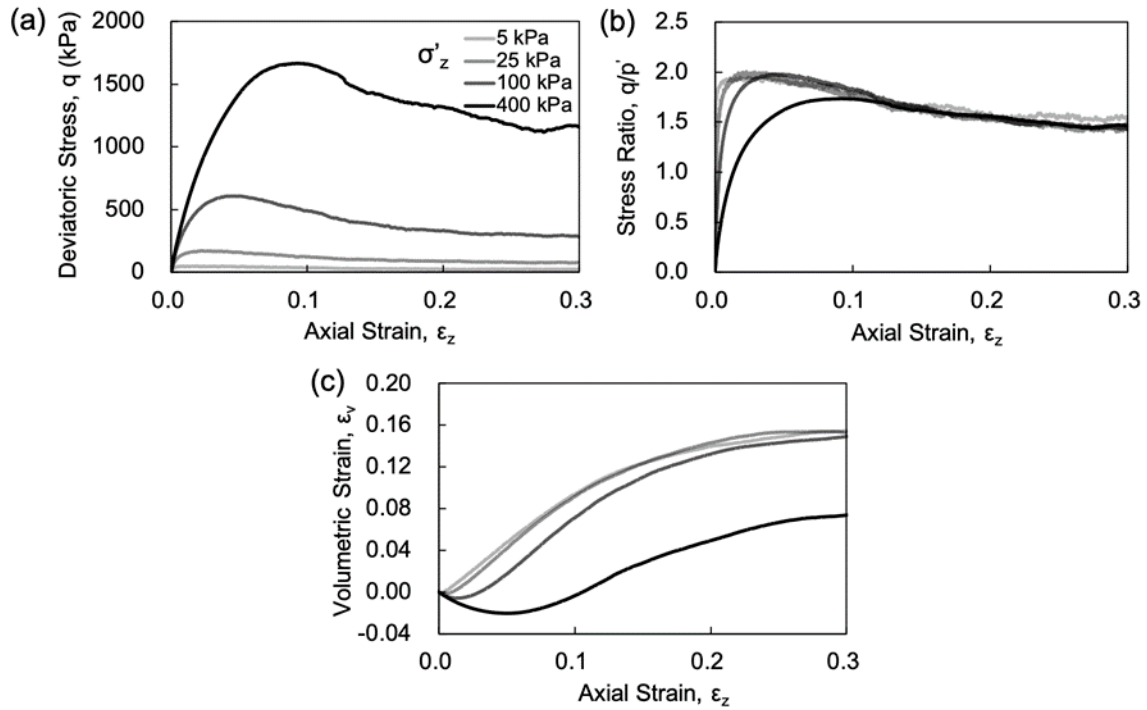 (a)
Deviatoric Stress, q (kPa)
2000
1500
1000
500
0
0.0 0.1 0.2 0.3
Axial Strain, εz
σ'z
5 kPa
25 kPa
100 kPa
400 kPa
(b)
Stress Ratio, q/p'
2.5
2.0
1.5
1.0
0.5
0.0
0.0 0.1 0.2 0.3
Axial Strain, εz
(c)
Volumetric Strain, εv
0.20
0.16
0.12
0.08
0.04
0.00
-0.04
0.0 0.1 0.2 0.3
Axial Strain, εz